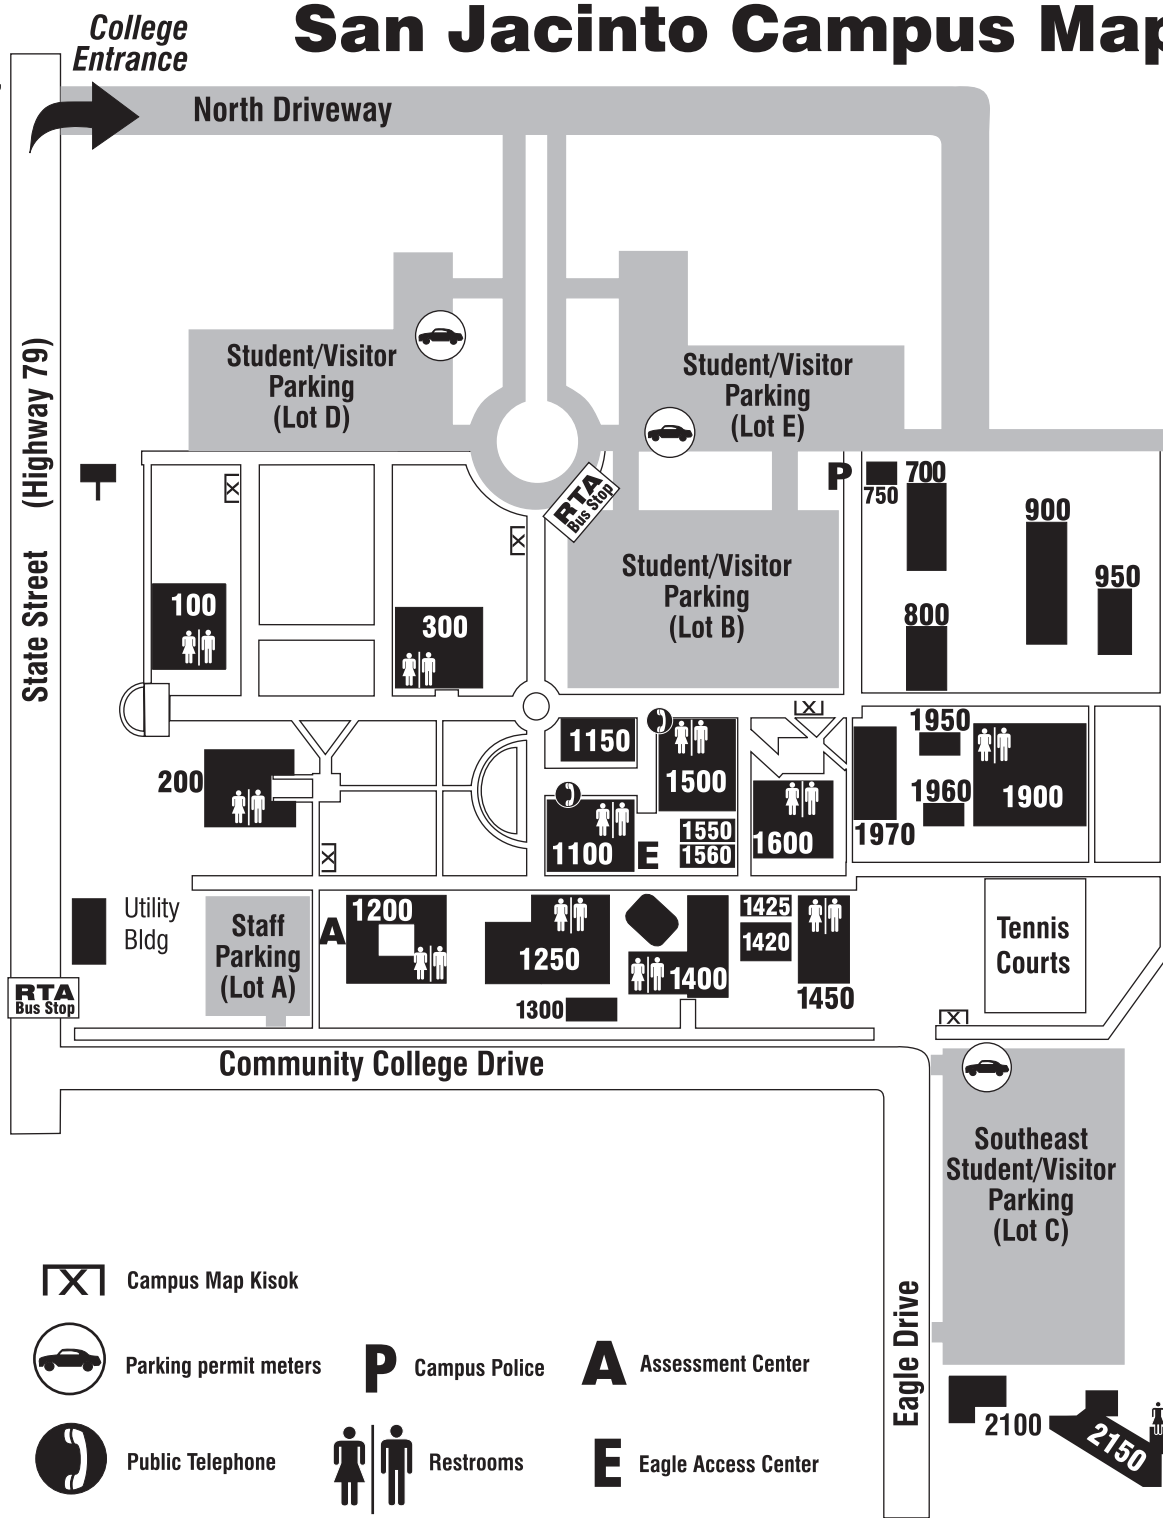 San Jacinto Campus Map
College
Entrance
North Driveway
State Street (Highway 79)
Student/Visitor
Parking
(Lot D)
Student/Visitor
Parking
(Lot E)
RTA
Bus Stop
P
750
700
900
950
800
Student/Visitor
Parking
(Lot B)
100
300
200
1150
1500
1100
E
1550
1560
1600
1950
1960
1970
1900
Utility
Bldg
Staff
Parking
(Lot A)
A
1200
1250
1300
1400
1425
1420
1450
Tennis
Courts
RTA
Bus Stop
Community College Drive
Southeast
Student/Visitor
Parking
(Lot C)
Eagle Drive
2100
2150
X Campus Map Kisok
Parking permit meters
P Campus Police
A Assessment Center
Public Telephone
Restrooms
E Eagle Access Center